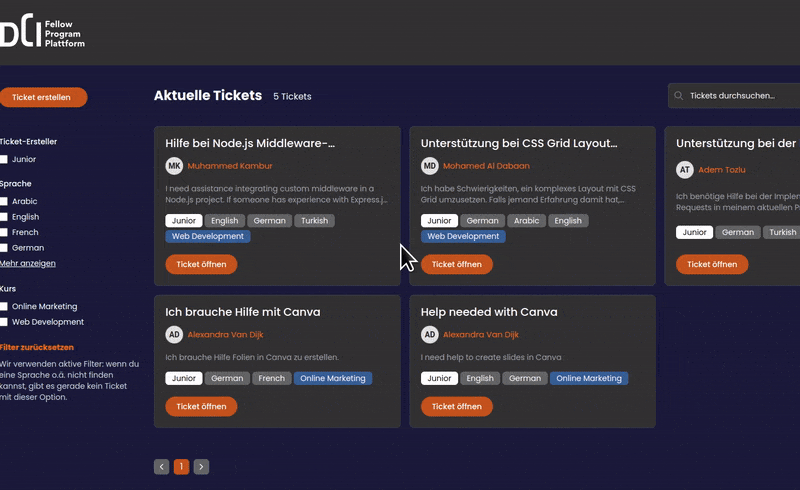 DCI Fellow
Program
Plattform
Ticket erstellen
Aktuelle Tickets 5 Tickets
Tickets durchsuchen...
Ticket-Ersteller
Junior
Sprache
Arabic
English
French
German
Mehr anzeigen
Kurs
Online Marketing
Web Development
Filter zurücksetzen
Wir verwenden aktive Filter: wenn du
eine Sprache o.ä. nicht finden
kannst, gibt es gerade kein Ticket
mit dieser Option.
Hilfe bei Node.js Middleware-...
MK Muhammed Kambur
I need assistance integrating custom middleware in a
Node.js project. If someone has experience with Express.j...
Junior English German Turkish
Web Development
Ticket öffnen
Unterstützung bei CSS Grid Layout...
MD Mohamed Al Dabaan
Ich habe Schwierigkeiten, ein komplexes Layout mit CSS
Grid umzusetzen. Falls jemand Erfahrung damit hat,...
Junior German Arabic English
Web Development
Ticket öffnen
Unterstützung bei der
AT Adem Tozlu
Ich benötige Hilfe bei der Implem
Requests in meinem aktuellen P
Junior German Turkish
Ticket öffnen
Ich brauche Hilfe mit Canva
AD Alexandra Van Dijk
Ich brauche Hilfe Folien in Canva zu erstellen.
Junior German French Online Marketing
Ticket öffnen
Help needed with Canva
AD Alexandra Van Dijk
I need help to create slides in Canva
Junior English German Online Marketing
Ticket öffnen
1